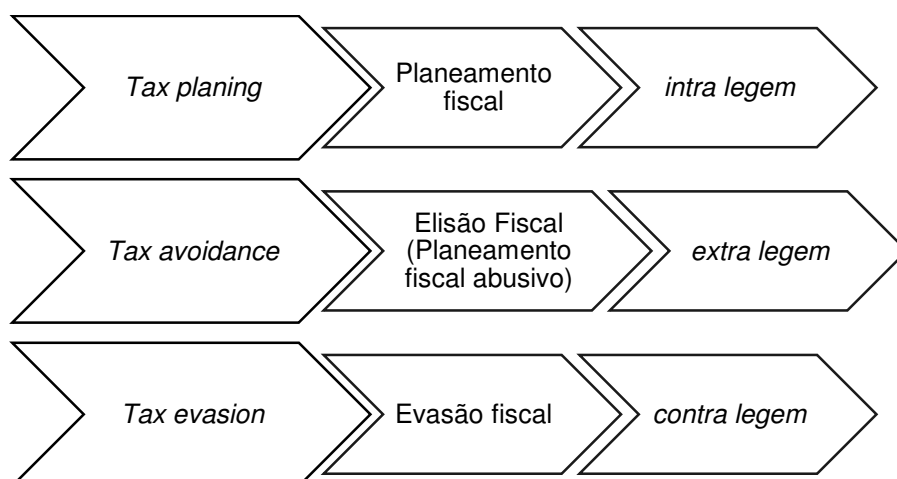 Tax planing
Planeamento
fiscal
intra legem
Tax avoidance
Elisão Fiscal
(Planeamento
fiscal abusivo)
extra legem
Tax evasion
Evasão fiscal
contra legem